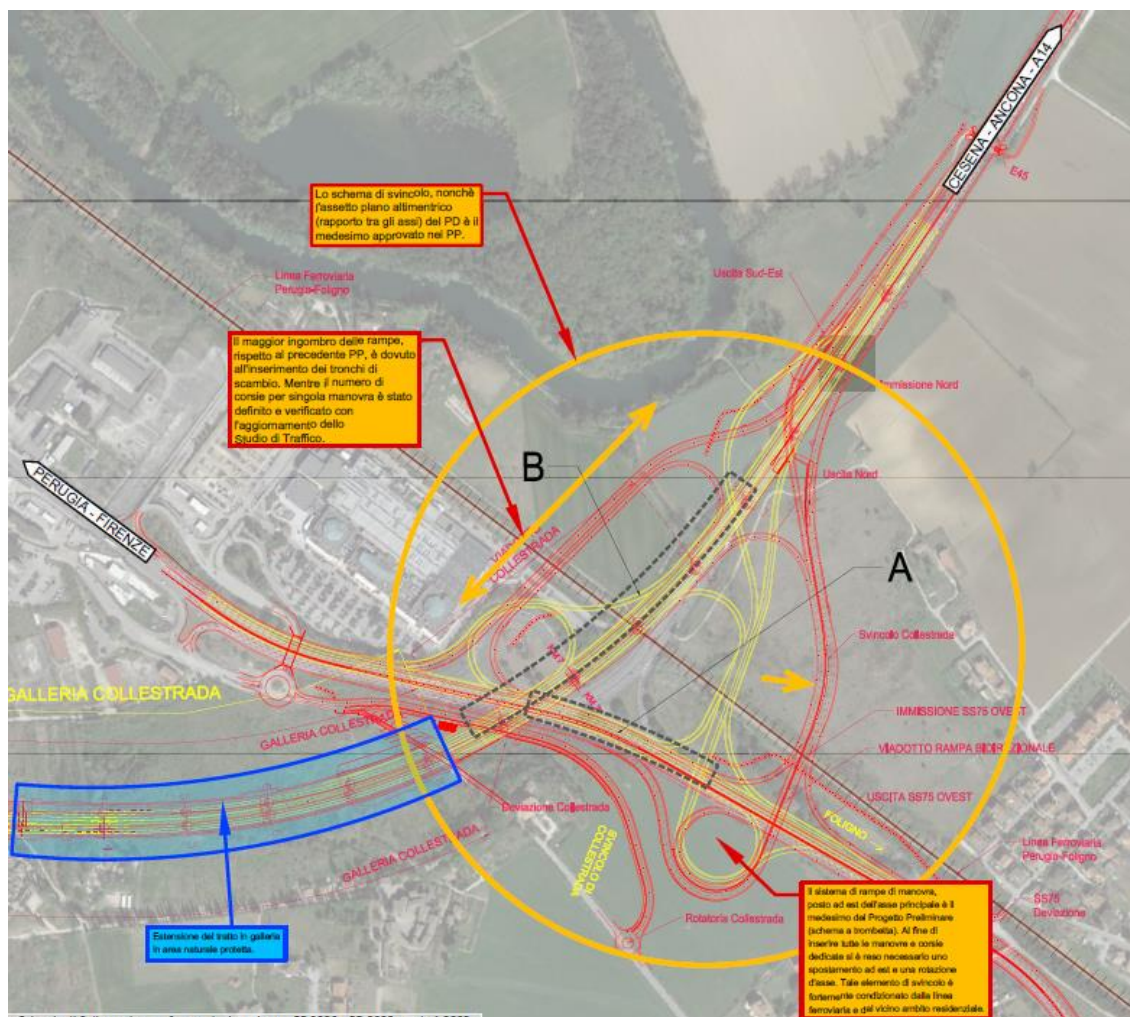 CESENA - ANCONA - A14
E45
Lo schema di svincolo, nonchè
l'assetto plano altimentrico
(rapporto tra gli assi) del PD è il
medesimo approvato nel PP.
Linea Ferroviaria
Perugia-Foligno
Uscita Sud-Est
Il maggior ingombro delle rampe,
rispetto al precedente PP, è dovuto
all'inserimento dei tronchi di
scambio. Mentre il numero di
corsie per singola manovra è stato
definito e verificato con
l'aggiornamento dello
Studio di Traffico.
Immissione Nord
Uscita Nord
B
PERUGIA - FIRENZE
COLLESTRADA
A
Svincolo Collestrada
GALLERIA COLLESTRADA
GALLERIA COLLESTRADA
IMMISSIONE SS75 OVEST
VIADOTTO RAMPA BIDIREZIONALE
USCITA SS75 OVEST
Deviazione Collestrada
FOLIGNO
GALLERIA COLLESTRADA
SVINCOLO DI
COLLESTRADA
Linea Ferroviaria
Perugia-Foligno
SS75
Deviazione
Rotatoria Collestrada
Estensione del tratto in galleria
in area naturale protetta.
Il sistema di rampe di manovra,
posto ad est dell'asse principale è il
medesimo del Progetto Preliminare
(schema a trombetta). Al fine di
inserire tutte le manovre e corsie
dedicate si è reso necessario uno
spostamento ad est e una rotazione
d'asse. Tale elemento di svincolo è
fortemente condizionato dalla linea
ferroviaria e dal vicino ambito residenziale.